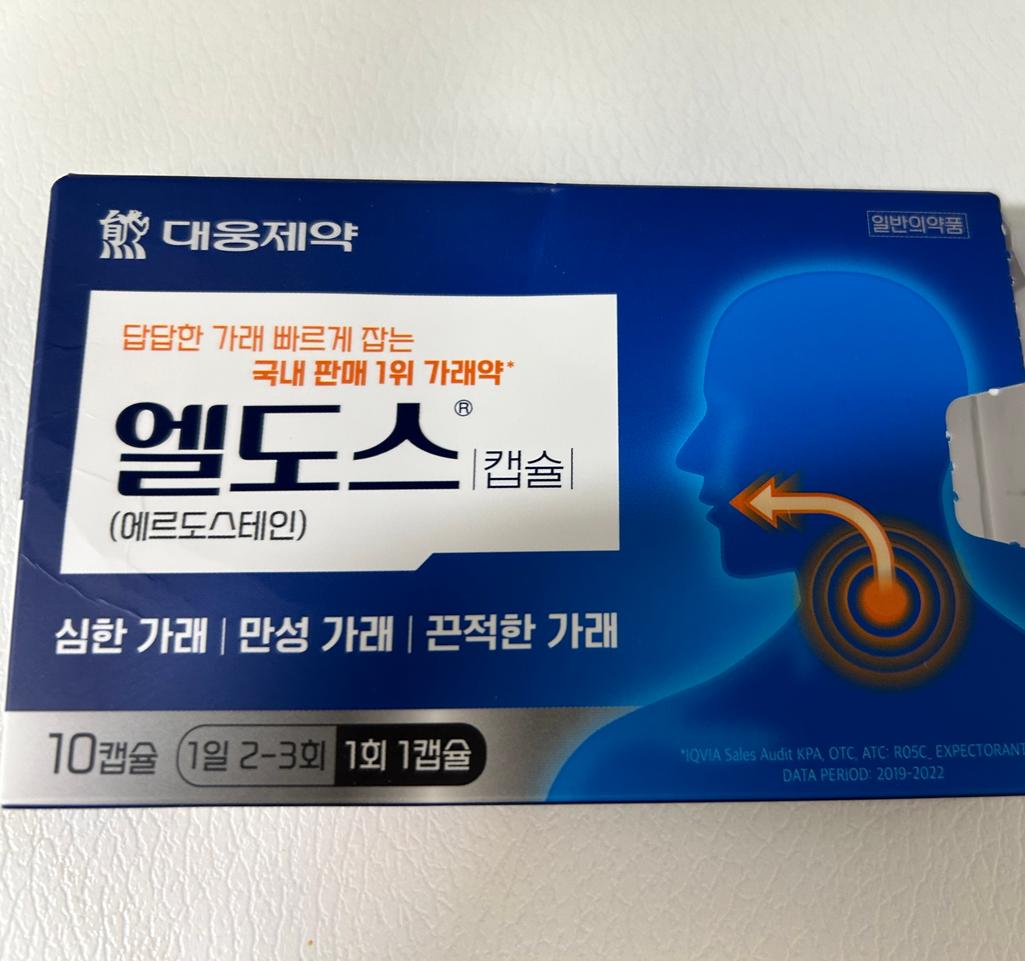 대웅제약
일반의약품
답답한 가래 빠르게 잡는
국내 판매 1위 가래약*
엘도스® |캡슐|
(에르도스테인)
심한 가래 | 만성 가래 | 끈적한 가래
10캡슐 1일 2-3회 1회 1캡슐
*IQVIA Sales Audit KPA, OTC, ATC: R05C_ EXPECTORANT
DATA PERIOD: 2019-2022